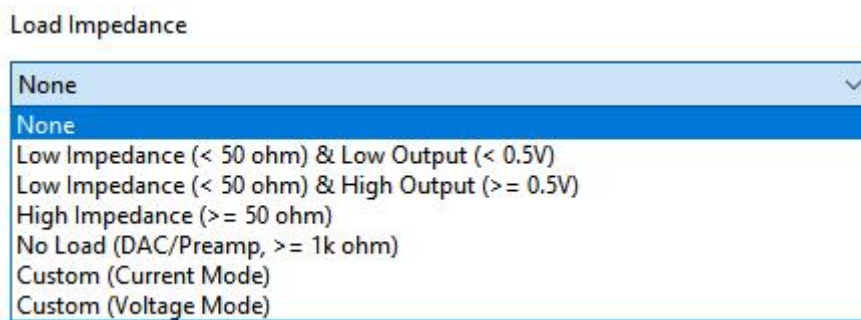 Load Impedance
None
None
Low Impedance (< 50 ohm) & Low Output (< 0.5V)
Low Impedance (< 50 ohm) & High Output (>= 0.5V)
High Impedance (>= 50 ohm)
No Load (DAC/Preamp, >= 1k ohm)
Custom (Current Mode)
Custom (Voltage Mode)